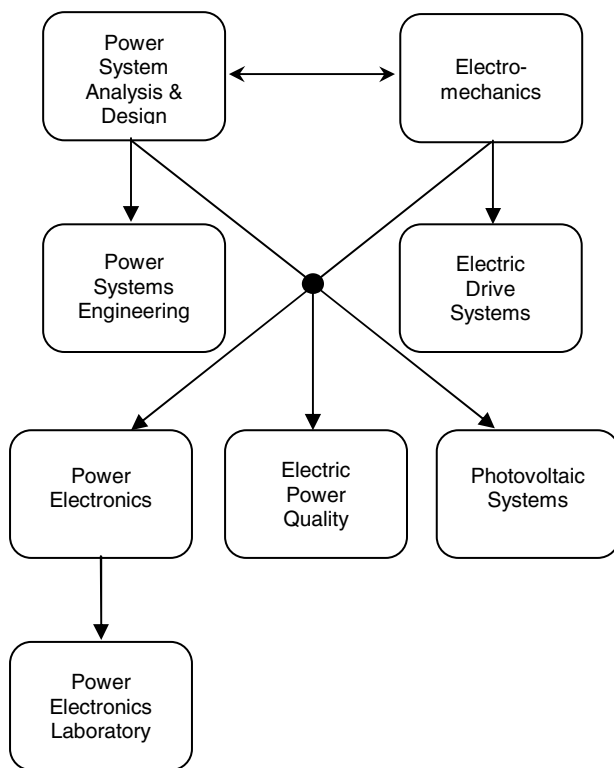 Power
System
Analysis &
Design
Electro-
mechanics
Power
Systems
Engineering
Electric
Drive
Systems
Power
Electronics
Electric
Power
Quality
Photovoltaic
Systems
Power
Electronics
Laboratory